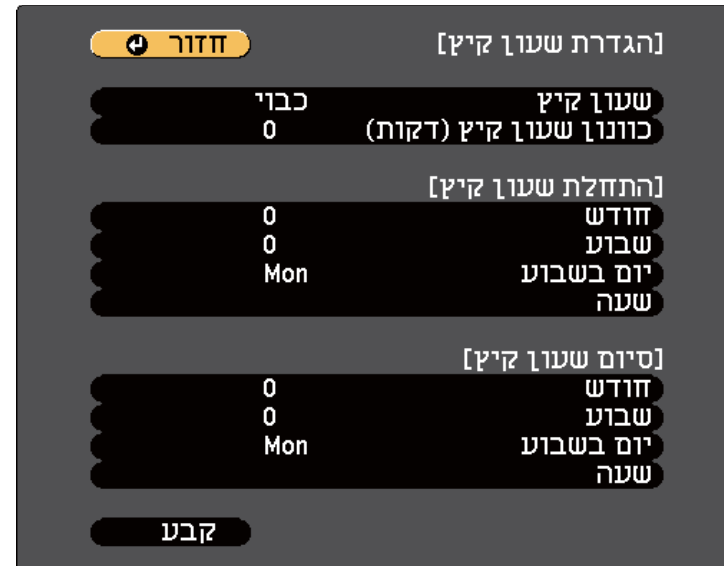 [הגדרת שעון קיץ] חזור
שעון קיץ כבוי
כוונון שעון קיץ (דקות) 0
[התחלת שעון קיץ]
חודש 0
שבוע 0
יום בשבוע Mon
שעה
[סיום שעון קיץ]
חודש 0
שבוע 0
יום בשבוע Mon
שעה
קבע